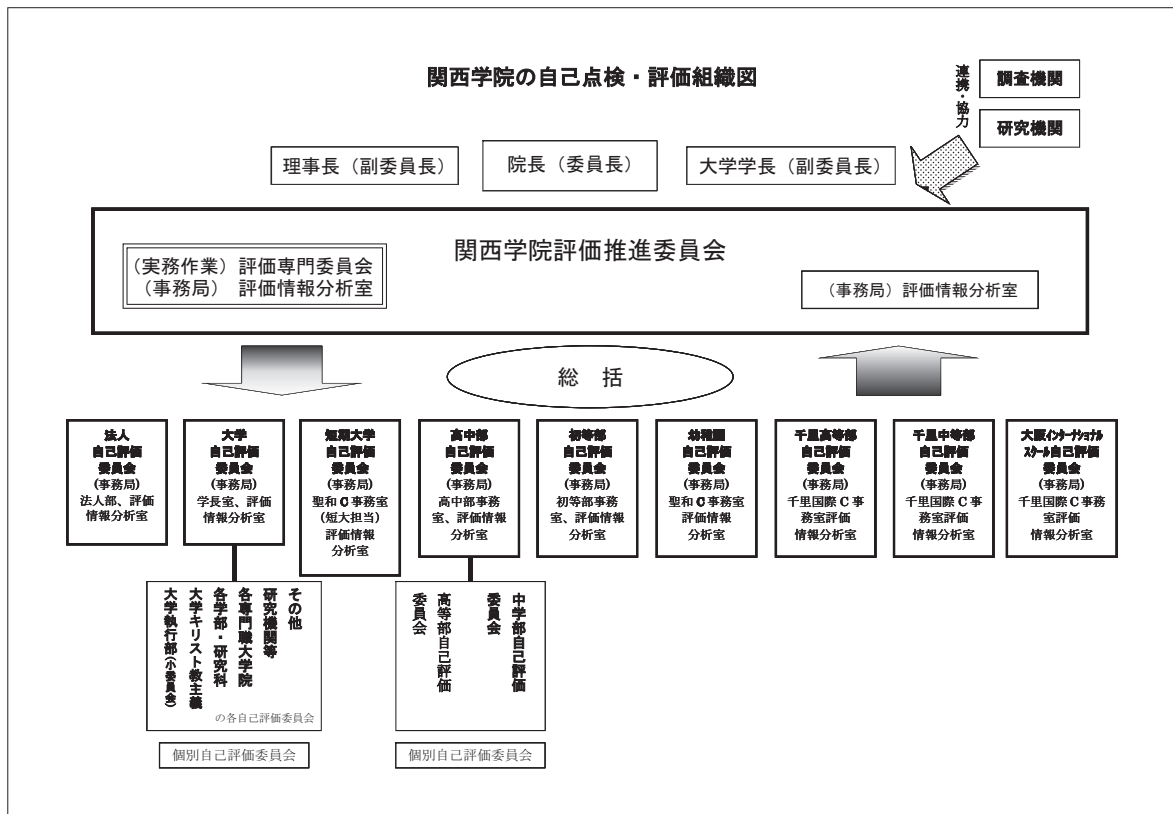 関西学院の自己点検・評価組織図
連携・協力
調査機関
研究機関
理事長（副委員長）
院長（委員長）
大学学長（副委員長）
関西学院評価推進委員会
（実務作業）評価専門委員会
（事務局） 評価情報分析室
（事務局）評価情報分析室
総 括
法人
自己評価
委員会
(事務局)
法人部、評価
情報分析室
大学
自己評価
委員会
(事務局)
学長室、評価
情報分析室
短期大学
自己評価
委員会
(事務局)
聖和C事務室
(短大担当)
評価情報
分析室
高中部
自己評価
委員会
(事務局)
高中部事務
室、評価情報
分析室
初等部
自己評価
委員会
(事務局)
初等部事務
室、評価情報
分析室
幼稚園
自己評価
委員会
(事務局)
聖和C事務室
評価情報
分析室
千里高等部
自己評価
委員会
(事務局)
千里国際C事
務室評価
情報分析室
千里中等部
自己評価
委員会
(事務局)
千里国際C事
務室評価
情報分析室
大阪インターナショナル
スクール自己評価
委員会
(事務局)
千里国際C事務
室評価
情報分析室
その他
研究機関等
各専門職大学院
各学部・研究科
大学キリスト教主義
大学執行部(小委員会)
の各自己評価委員会
個別自己評価委員会
中学部自己評価
委員会
高等部自己評価
委員会
個別自己評価委員会